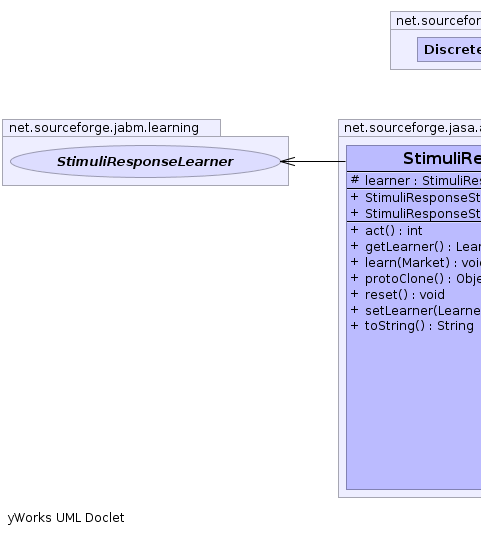 net.sourcefor
Discrete
net.sourceforge.jabm.learning
StimuliResponseLearner
net.sourceforge.jasa.a
StimuliRe
# learner : StimuliRes
+ StimuliResponseSt
+ StimuliResponseSt
+ act() : int
+ getLearner() : Lear
+ learn(Market) : voi
+ protoClone() : Obje
+ reset() : void
+ setLearner(Learne
+ toString() : String
yWorks UML Doclet